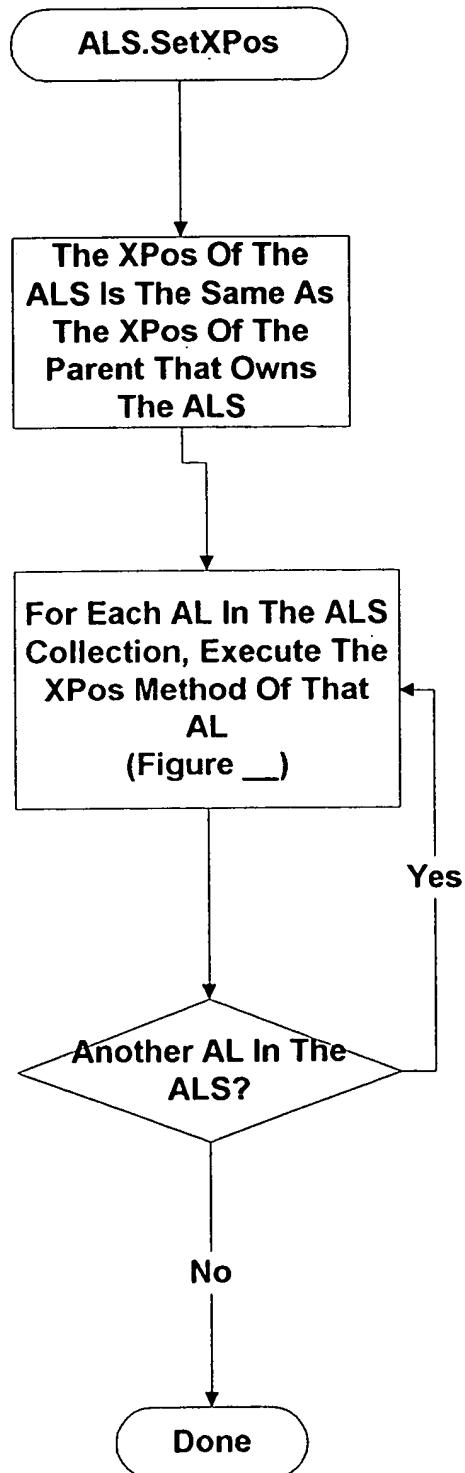 ALS.SetXPos
The XPos Of The
ALS Is The Same As
The XPos Of The
Parent That Owns
The ALS
For Each AL In The ALS
Collection, Execute The
XPos Method Of That
AL
(Figure __)
Yes
Another AL In The
ALS?
No
Done